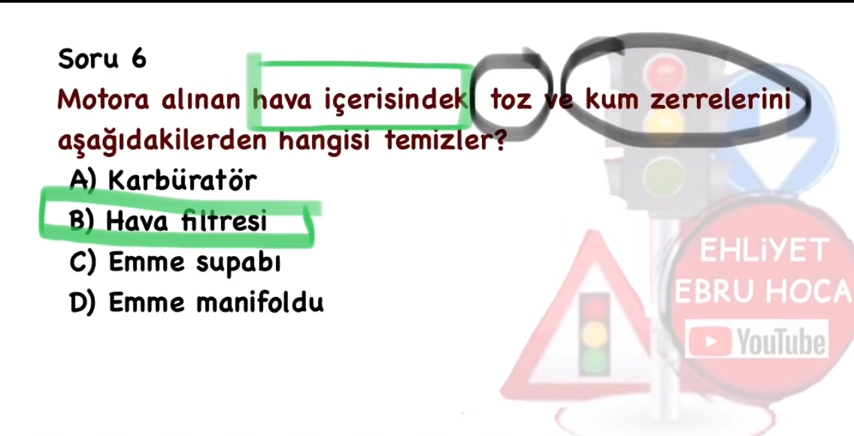 Soru 6
Motora alınan hava içerisindeki toz ve kum zerrelerini
aşağıdakilerden hangisi temizler?
A) Karbüratör
B) Hava filtresi
C) Emme supabı
D) Emme manifoldu
EHLİYET
EBRU HOCA
YouTube